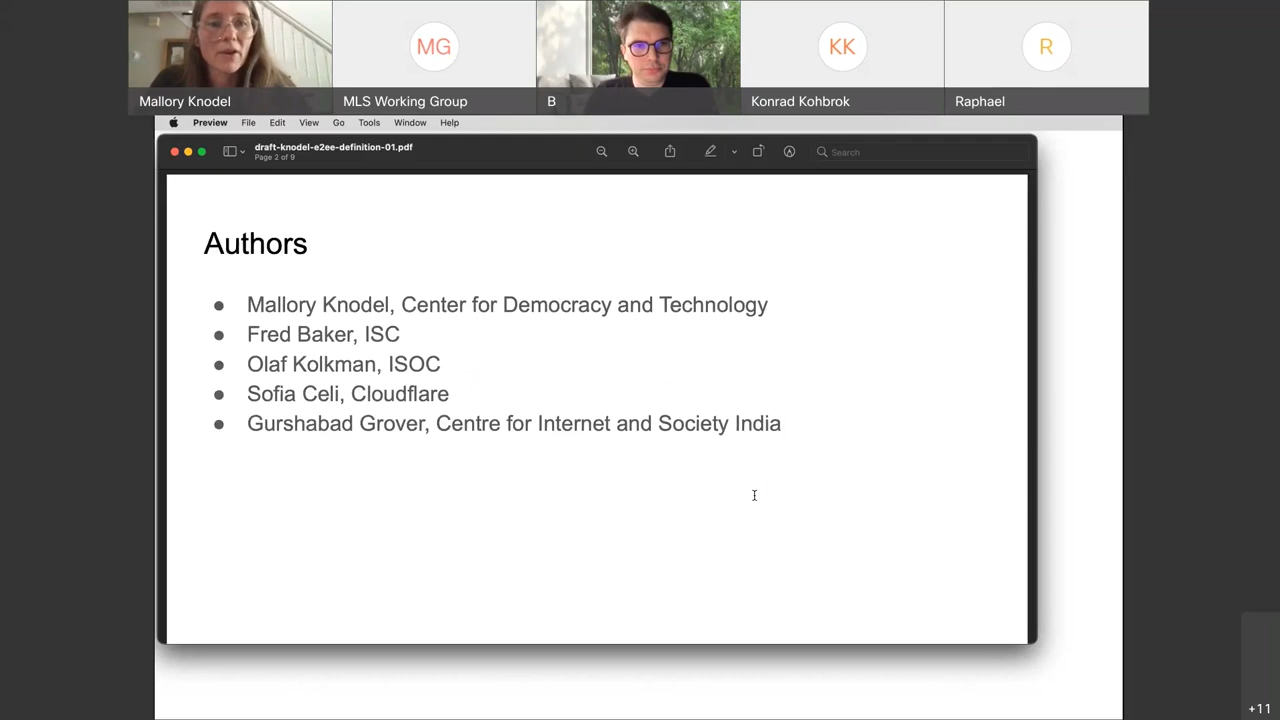 MG
KK
R
Mallory Knodel
MLS Working Group
B
Konrad Kohbrok
Raphael
Preview File Edit View Go Tools Window Help
draft-knodel-e2ee-definition-01.pdf
Page 2 of 9
Search
Authors
● Mallory Knodel, Center for Democracy and Technology
● Fred Baker, ISC
● Olaf Kolkman, ISOC
● Sofia Celi, Cloudflare
● Gurshabad Grover, Centre for Internet and Society India
+11